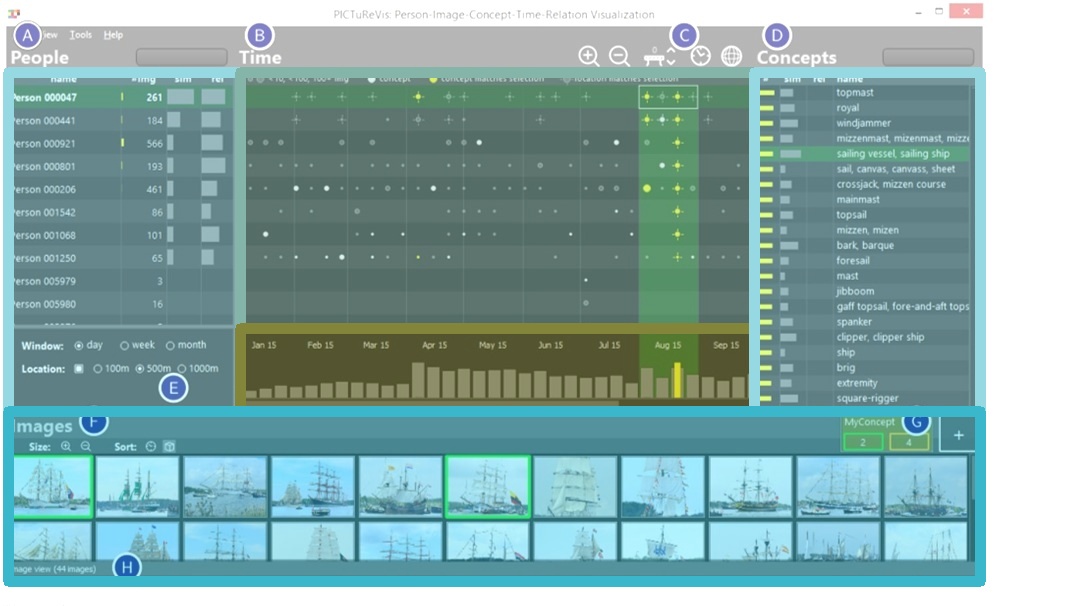 PICTuReVis: Person-Image-Concept-Time-Relation Visualization
A
B
C
D
Tools Help
People
Time
Concepts
name #img sim rel
100+ img concept concept matches selection location matches selection
sim rel name
Person 000047 261
Person 000441 184
Person 000921 566
Person 000801 193
Person 000206 461
Person 001542 86
Person 001068 101
Person 001250 65
Person 005979 3
Person 005980 16
topmast
royal
windjammer
mizzenmast, mizenmast, mizze
sailing vessel, sailing ship
sail, canvas, canvass, sheet
crossjack, mizzen course
mainmast
topsail
mizzen, mizen
bark, barque
foresail
mast
jibboom
gaff topsail, fore-and-aft tops
spanker
clipper, clipper ship
ship
brig
extremity
square-rigger
Window: day week month
Location: 100m 500m 1000m
E
Jan 15 Feb 15 Mar 15 Apr 15 May 15 Jun 15 Jul 15 Aug 15 Sep 15
F
G
Images
MyConcept
2 4 +
Size: Sort:
mage view (44 images)
H